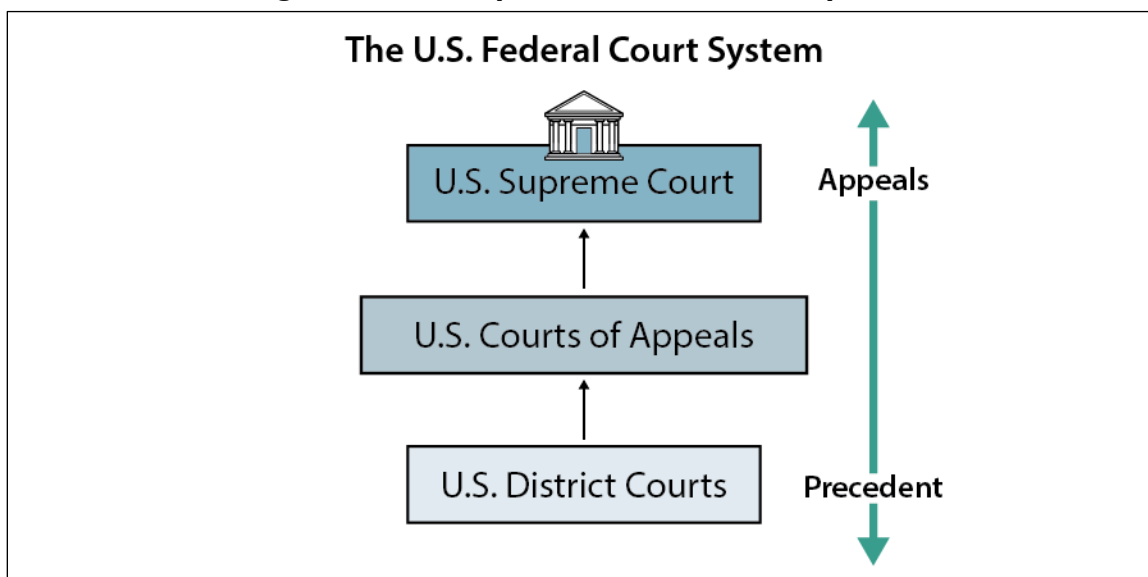 The U.S. Federal Court System
U.S. Supreme Court
Appeals
U.S. Courts of Appeals
U.S. District Courts
Precedent